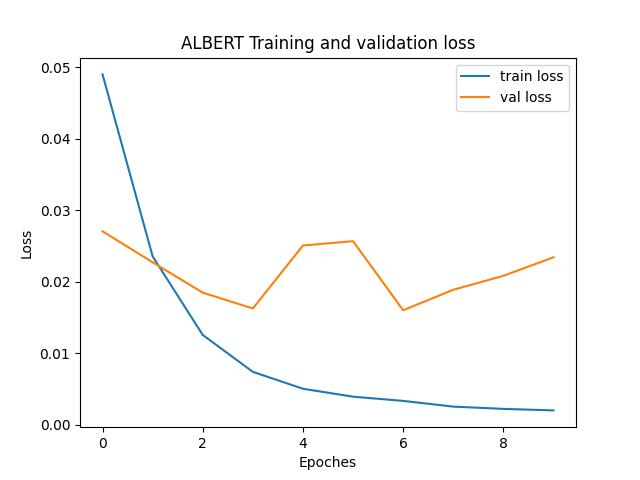 ALBERT Training and validation loss
train loss
val loss
0.05
0.04
0.03
0.02
0.01
0.00
Loss
0 2 4 6 8
Epoches